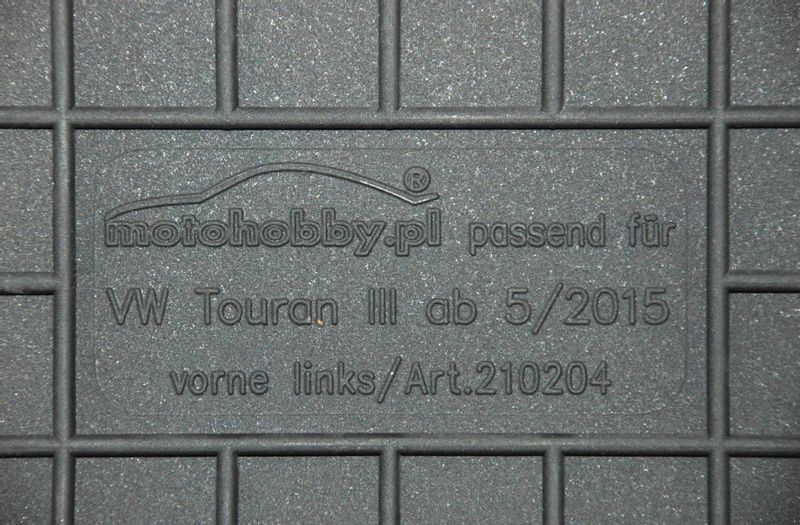 motohobby.pl® passend für
VW Touran III ab 5/2015
vorne links/Art.210204